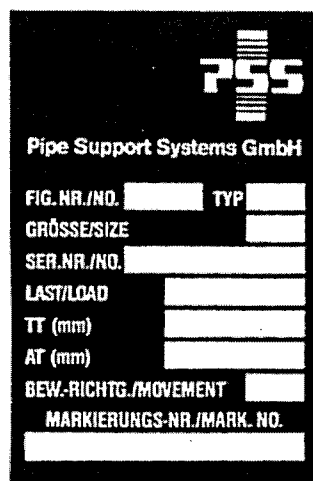 PSS
Pipe Support Systems GmbH
FIG. NR./NO. TYP
GRÖSSE/SIZE
SER.NR./NO.
LAST/LOAD
TT (mm)
AT (mm)
BEW.-RICHTG./MOVEMENT
MARKIERUNGS-NR./MARK. NO.